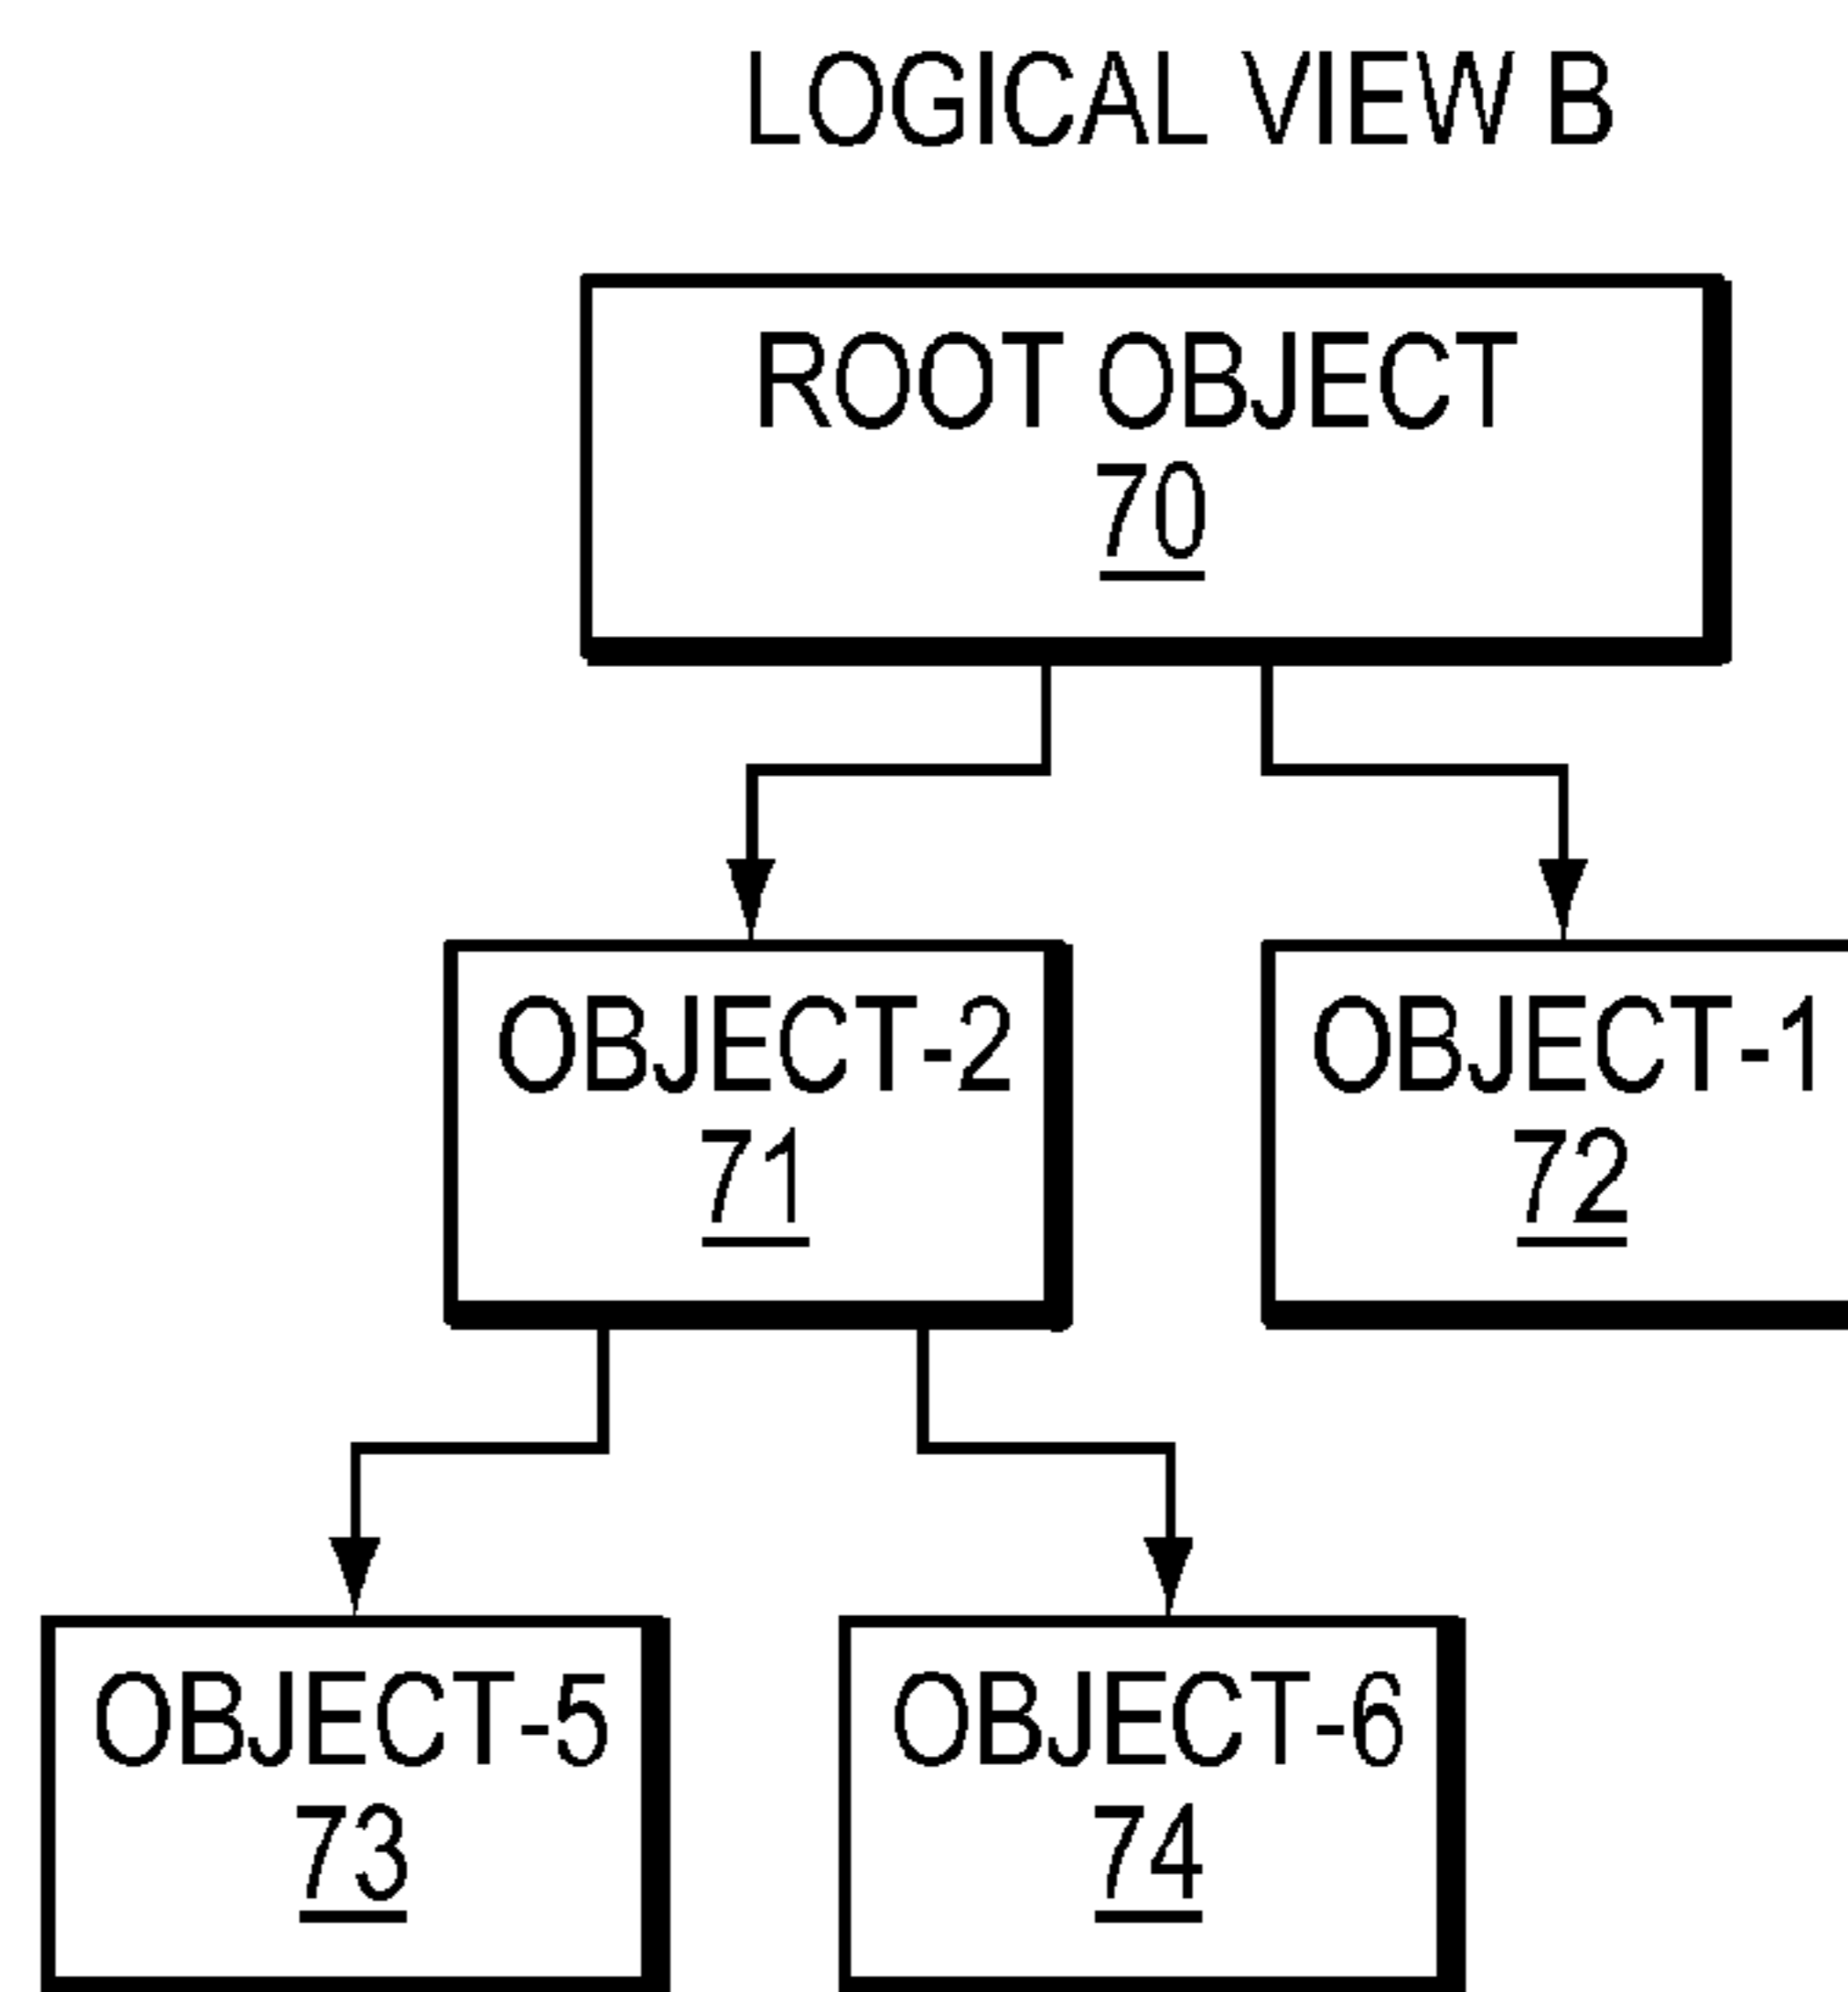 LOGICAL VIEW B
ROOT OBJECT
70
OBJECT-2
71
OBJECT-1
72
OBJECT-5
73
OBJECT-6
74